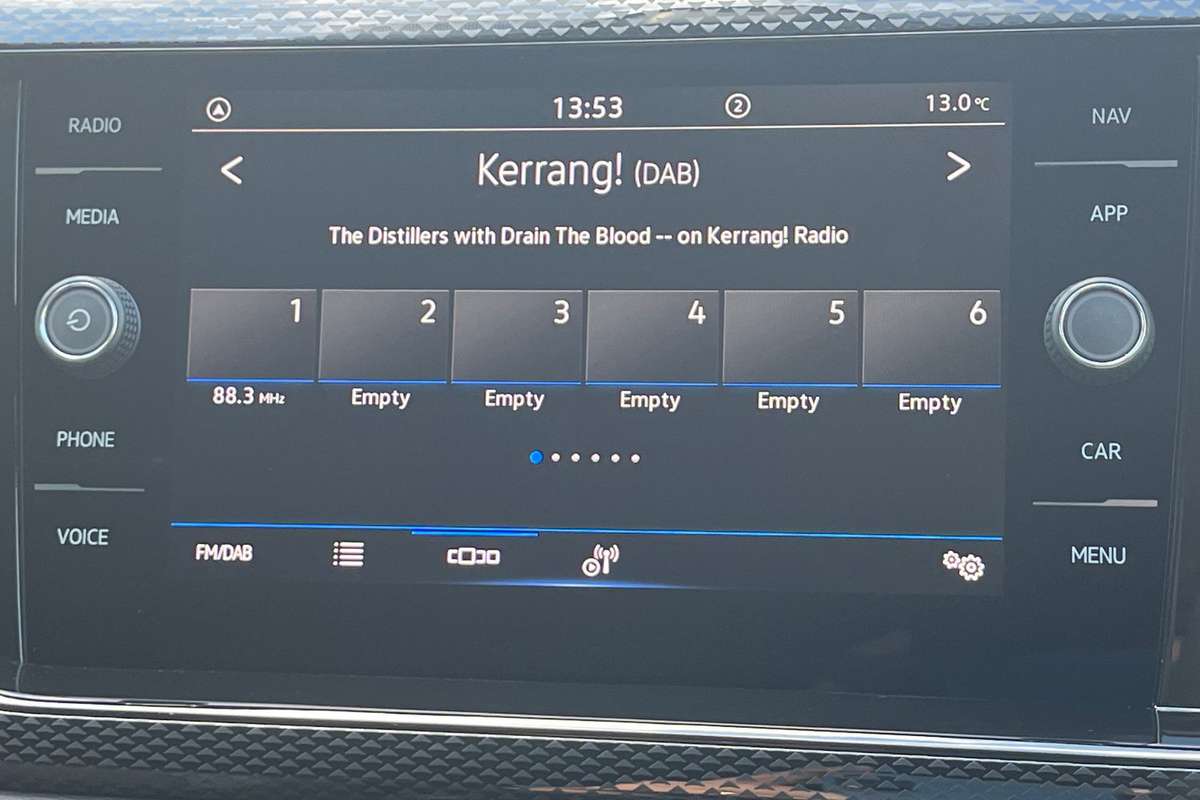 RADIO
MEDIA
PHONE
VOICE
13:53 2 13.0°C
< Kerrang! (DAB) >
The Distillers with Drain The Blood -- on Kerrang! Radio
1 2 3 4 5 6
88.3 MHz Empty Empty Empty Empty Empty
FM/DAB
NAV
APP
CAR
MENU